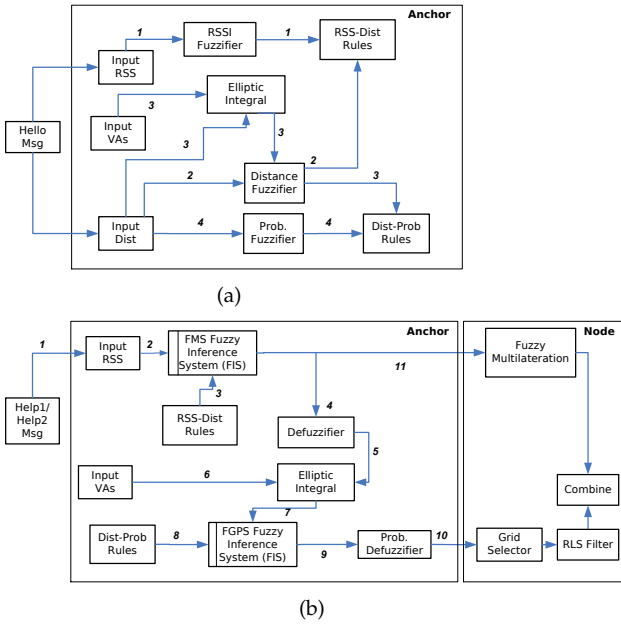 Anchor
1
1
RSSI
Fuzzifier
RSS-Dist
Rules
Input
RSS
Elliptic
Integral
3
Input
VAs
Hello
Msg
3
3
2
2
Distance
Fuzzifier
3
Input
Dist
4
Prob.
Fuzzifier
4
Dist-Prob
Rules
(a)
Anchor
Node
1
Input
RSS
2
FMS Fuzzy
Inference
System (FIS)
Fuzzy
Multilateration
11
3
Help1/
Help2
Msg
RSS-Dist
Rules
4
Defuzzifier
5
Input
VAs
6
Elliptic
Integral
Combine
7
Dist-Prob
Rules
8
FGPS Fuzzy
Inference
System (FIS)
9
Prob.
Defuzzifier
10
Grid
Selector
RLS Filter
(b)